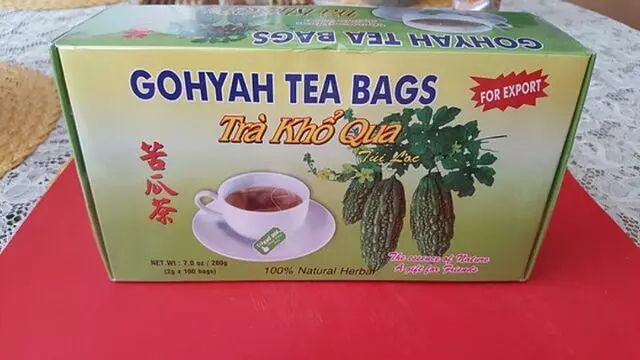 GOHYAH TEA BAGS
GOHYAH TEA BAGS
FOR EXPORT
Trà Khổ Qua
Túi Lọc
苦瓜茶
NET.WT : 7.0 oz / 200g
(2g x 100 bags)
100% Natural Herbal
The essence of Nature
A gift for Friends